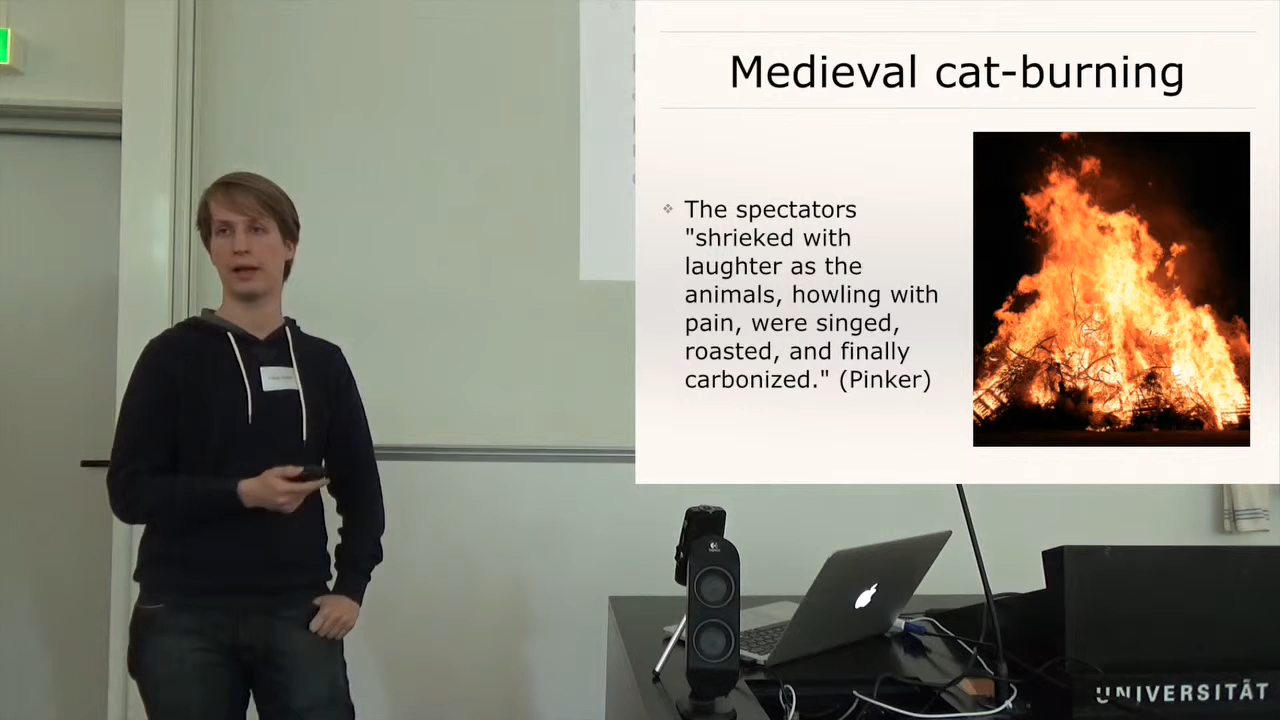 Medieval cat-burning
The spectators
"shrieked with
laughter as the
animals, howling with
pain, were singed,
roasted, and finally
carbonized." (Pinker)
UNIVERSITÄT